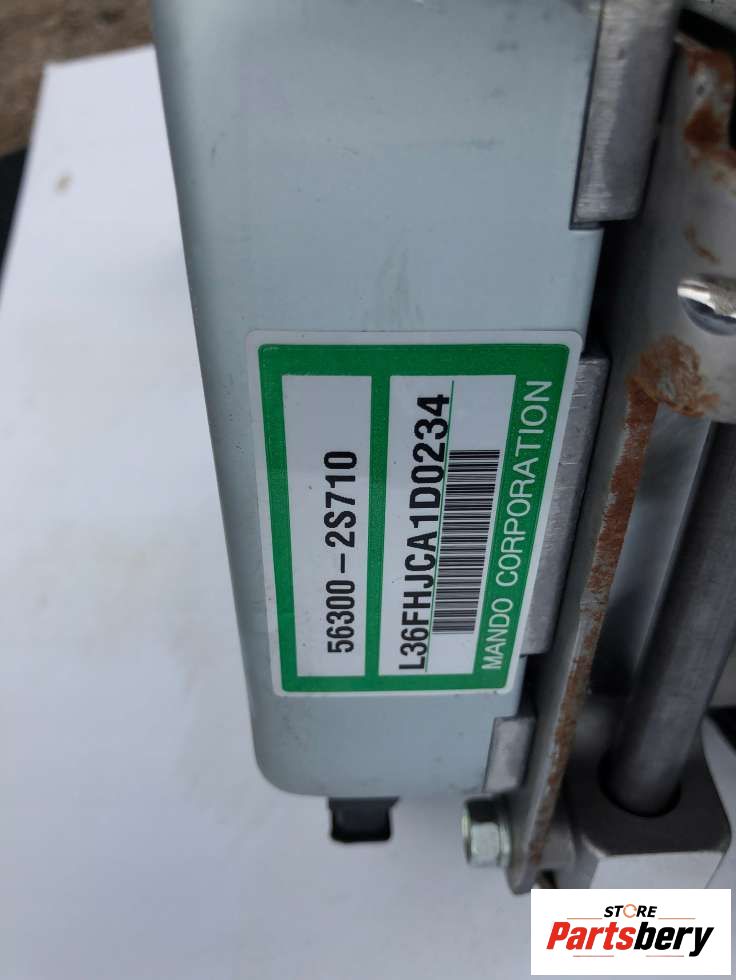 56300-2S710
L36FHJCA1D0234
MANDO CORPORATION
STORE
Partsbery